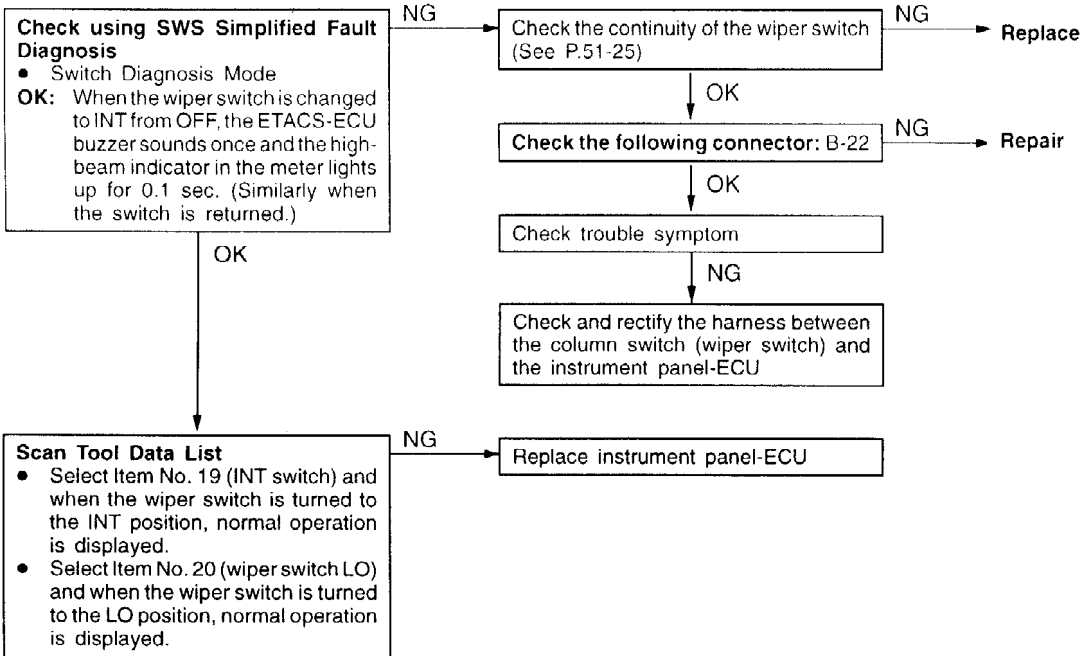 Check using SWS Simplified Fault
Diagnosis
• Switch Diagnosis Mode
OK: When the wiper switch is changed
to INT from OFF, the ETACS-ECU
buzzer sounds once and the high-
beam indicator in the meter lights
up for 0.1 sec. (Similarly when
the switch is returned.)
NG
Check the continuity of the wiper switch
(See P.51-25)
NG
Replace
OK
Check the following connector: B-22
NG
Repair
OK
Check trouble symptom
NG
Check and rectify the harness between
the column switch (wiper switch) and
the instrument panel-ECU
OK
Scan Tool Data List
• Select Item No. 19 (INT switch) and
when the wiper switch is turned to
the INT position, normal operation
is displayed.
• Select Item No. 20 (wiper switch LO)
and when the wiper switch is turned
to the LO position, normal operation
is displayed.
NG
Replace instrument panel-ECU